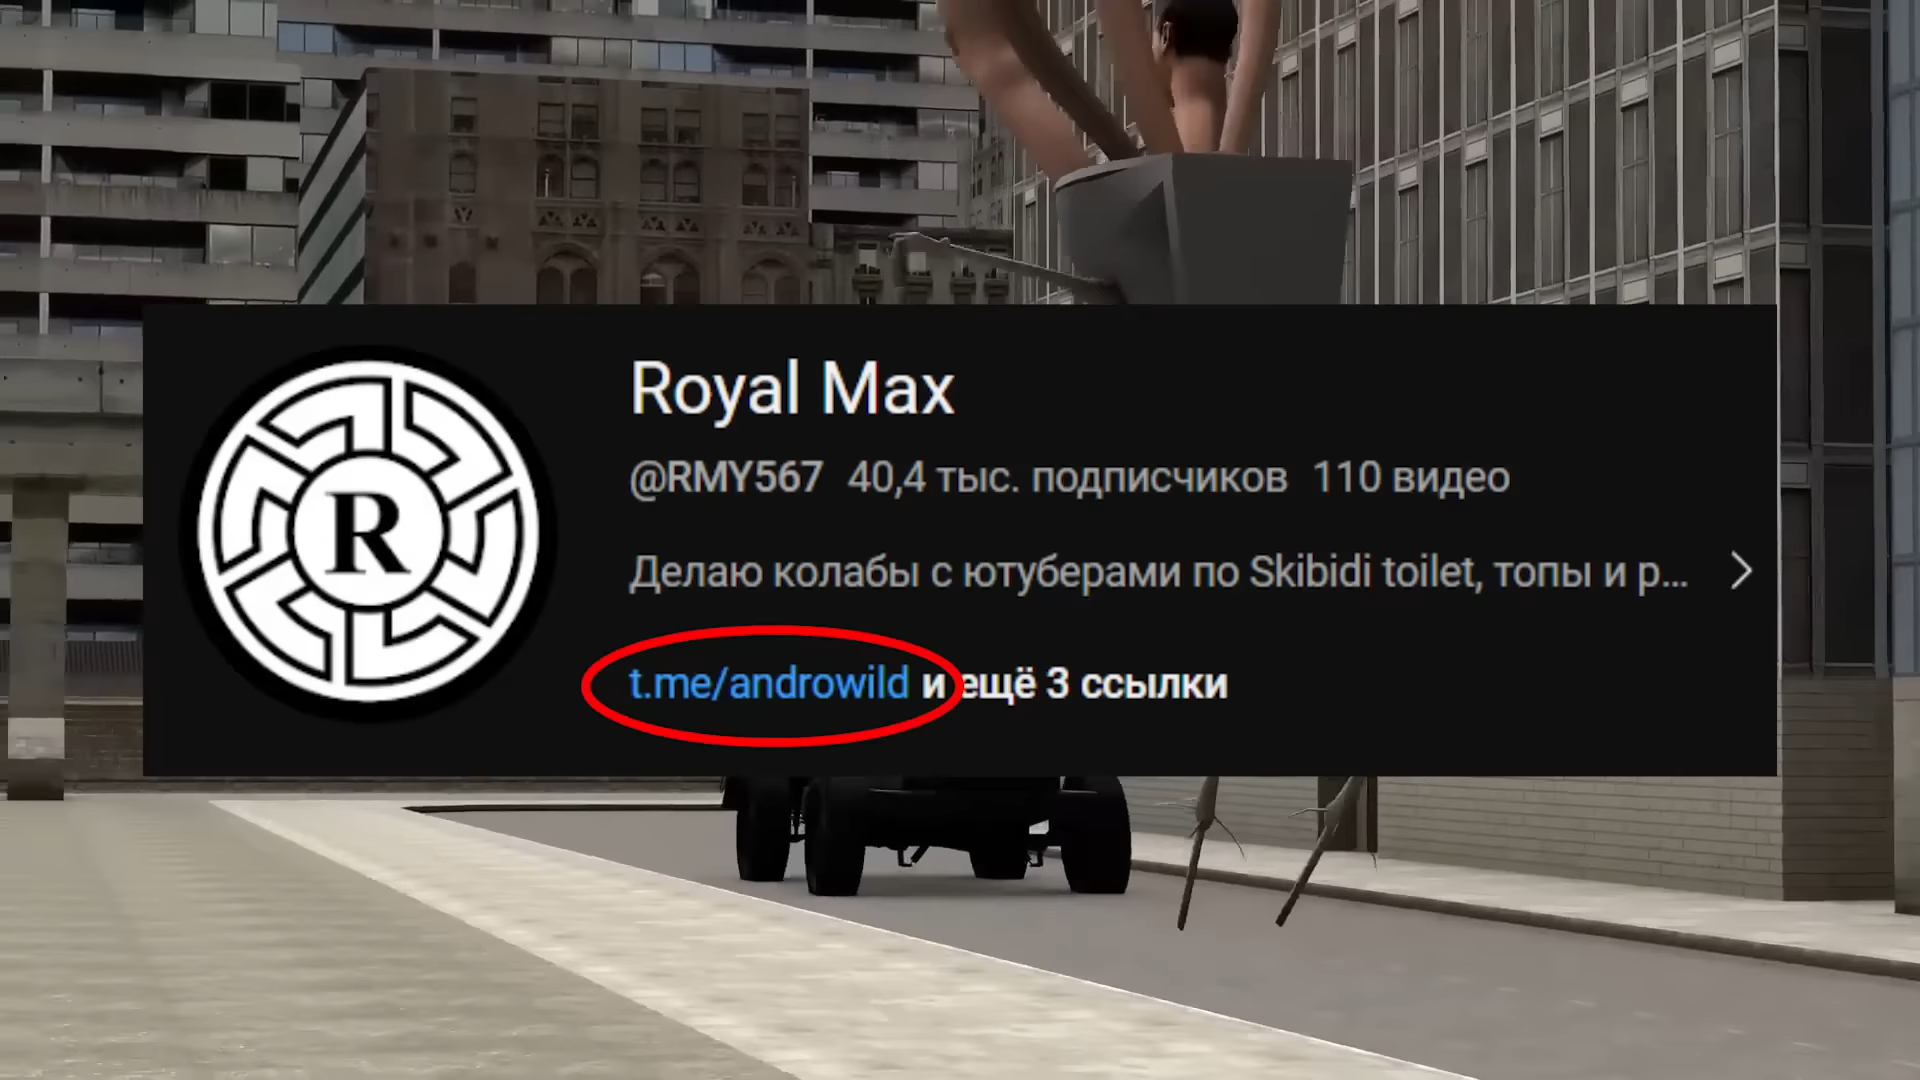 R
Royal Max
@RMY567 40,4 тыс. подписчиков 110 видео
Делаю колабы с ютуберами по Skibidi toilet, топы и р...
t.me/androwild и ещё 3 ссылки